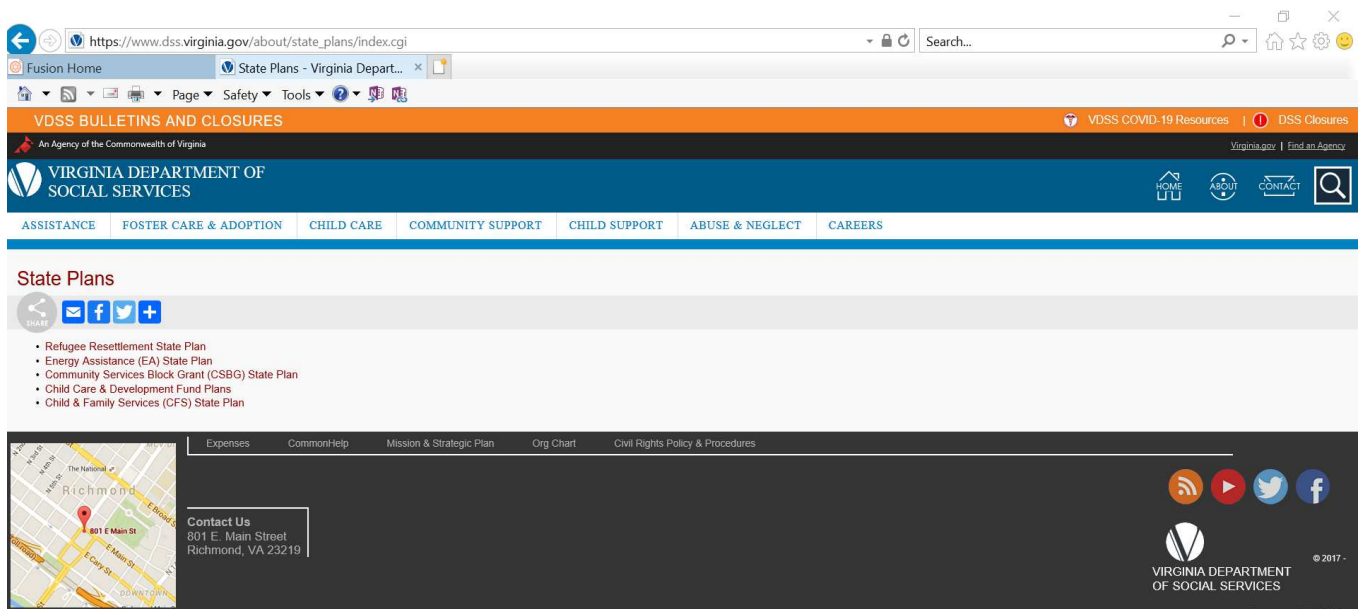 https://www.dss.virginia.gov/about/state_plans/index.cgi
Search...
Fusion Home
State Plans - Virginia Depart...
Page Safety Tools
VDSS BULLETINS AND CLOSURES
VDSS COVID-19 Resources | DSS Closures
An Agency of the Commonwealth of Virginia
Virginia.gov | Find an Agency
VIRGINIA DEPARTMENT OF
SOCIAL SERVICES
HOME
ABOUT
CONTACT
ASSISTANCE FOSTER CARE & ADOPTION CHILD CARE COMMUNITY SUPPORT CHILD SUPPORT ABUSE & NEGLECT CAREERS
State Plans
SHARE
• Refugee Resettlement State Plan
• Energy Assistance (EA) State Plan
• Community Services Block Grant (CSBG) State Plan
• Child Care & Development Fund Plans
• Child & Family Services (CFS) State Plan
Expenses CommonHelp Mission & Strategic Plan Org Chart Civil Rights Policy & Procedures
N 3rd St
N 4th St
N 5th St
The National
Richmond
E Broad S
801 E Main St
E Main St
E Cary St
DOWNTOWN
Contact Us
801 E. Main Street
Richmond, VA 23219
VIRGINIA DEPARTMENT
OF SOCIAL SERVICES
© 2017 -